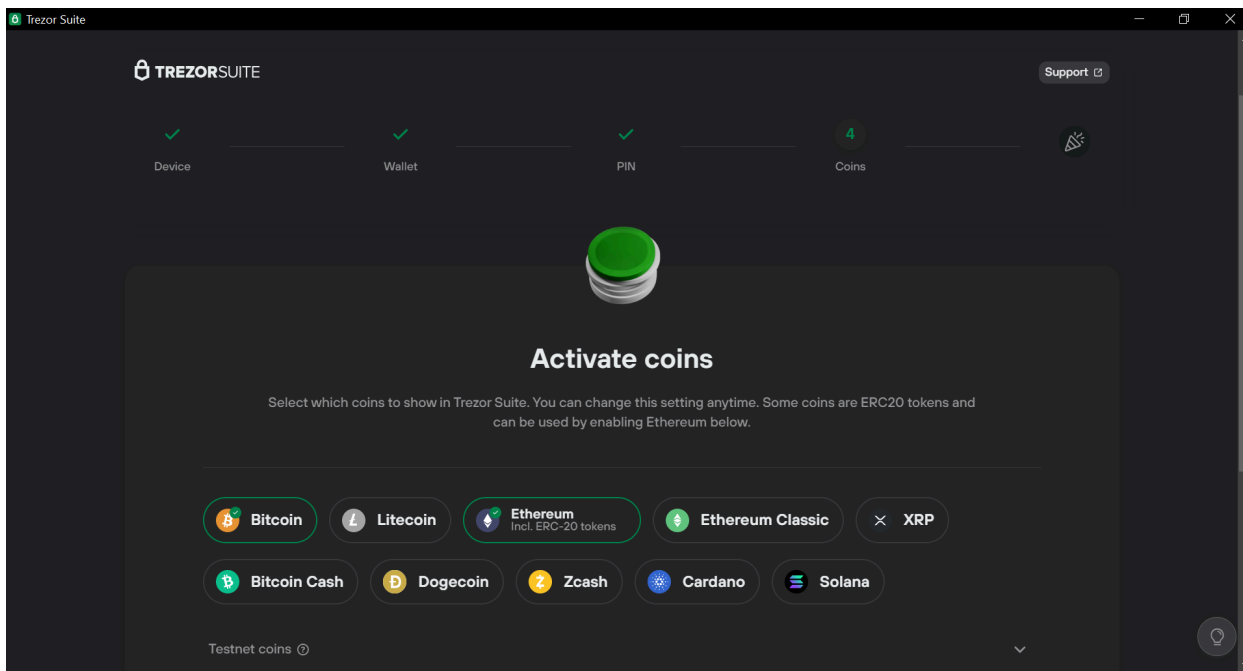 Trezor Suite
TREZORSUITE
Support
4
Device
Wallet
PIN
Coins
Activate coins
Select which coins to show in Trezor Suite. You can change this setting anytime. Some coins are ERC20 tokens and
can be used by enabling Ethereum below.
Bitcoin
Litecoin
Ethereum
Incl. ERC-20 tokens
Ethereum Classic
XRP
Bitcoin Cash
Dogecoin
Zcash
Cardano
Solana
Testnet coins